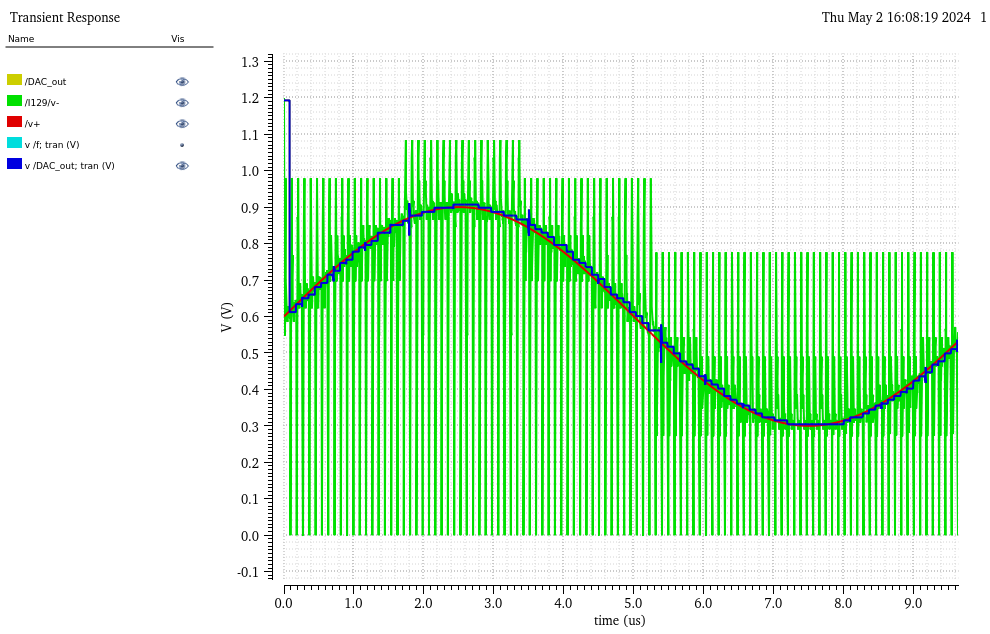 Transient Response
Thu May 2 16:08:19 2024 1
Name Vis
/DAC_out
/I129/v-
/v+
v /f; tran (V)
v /DAC_out; tran (V)
1.3
1.2
1.1
1.0
0.9
0.8
0.7
0.6
0.5
0.4
0.3
0.2
0.1
0.0
-0.1
V (V)
0.0 1.0 2.0 3.0 4.0 5.0 6.0 7.0 8.0 9.0
time (us)